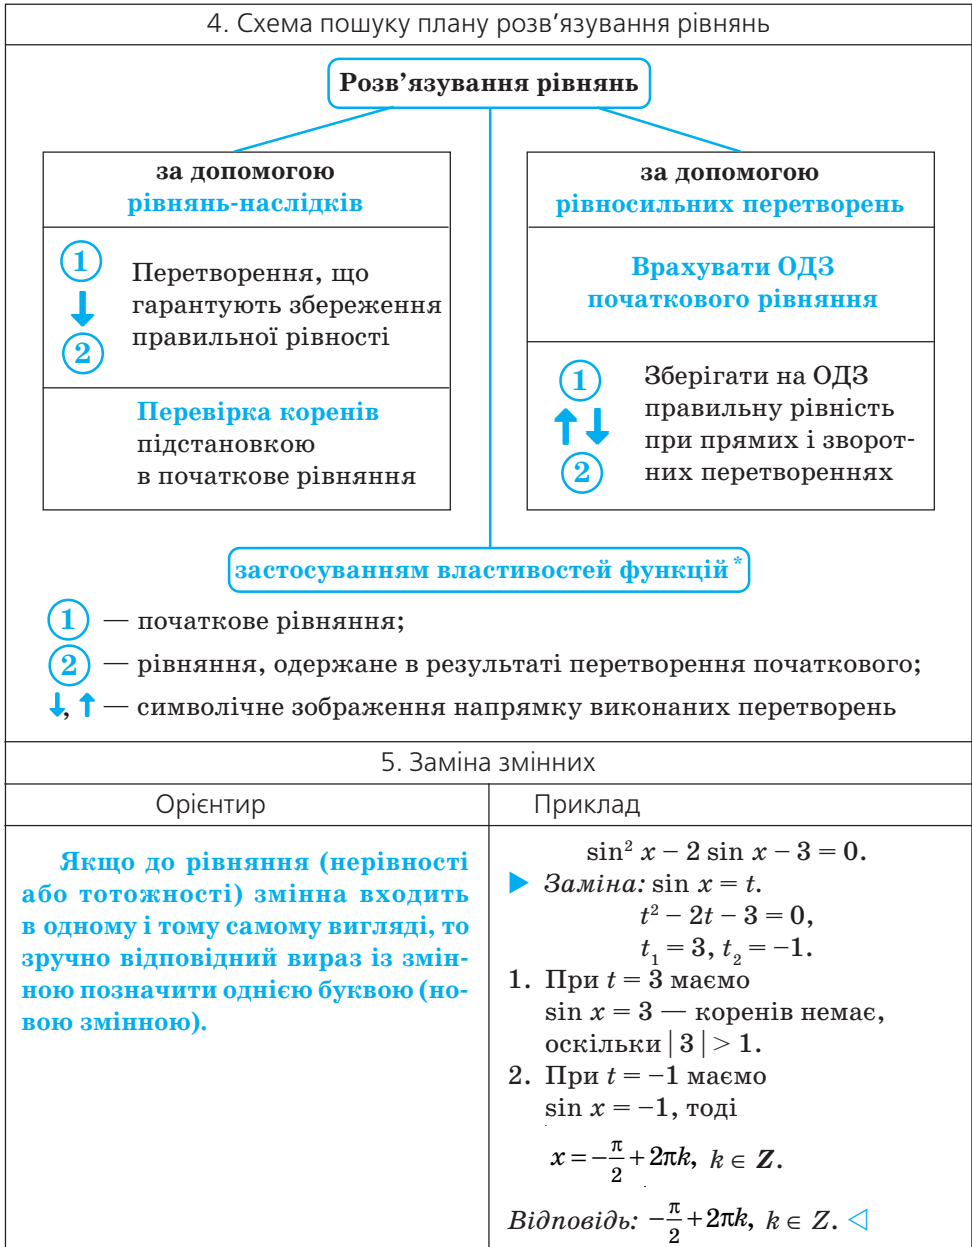 4. Схема пошуку плану розв’язування рівнянь
Розв’язування рівнянь
за допомогою
рівнянь-наслідків
1
2
Перетворення, що
гарантують збереження
правильної рівності
Перевірка коренів
підстановкою
в початкове рівняння
за допомогою
рівносильних перетворень
Врахувати ОДЗ
початкового рівняння
1
2
Зберігати на ОДЗ
правильну рівність
при прямих і зворот-
них перетвореннях
застосуванням властивостей функцій*
1 — початкове рівняння;
2 — рівняння, одержане в результаті перетворення початкового;
↓, ↑ — символічне зображення напрямку виконаних перетворень
5. Заміна змінних
Орієнтир
Якщо до рівняння (нерівності
або тотожності) змінна входить
в одному і тому самому вигляді, то
зручно відповідний вираз із змін-
ною позначити однією буквою (но-
вою змінною).
Приклад
sin² x – 2 sin x – 3 = 0.
► Заміна: sin x = t.
t² – 2t – 3 = 0,
t₁ = 3, t₂ = –1.
1. При t = 3 маємо
sin x = 3 — коренів немає,
оскільки | 3 | > 1.
2. При t = –1 маємо
sin x = –1, тоді
x = –π/2 + 2πk, k ∈ Z.
Відповідь: –π/2 + 2πk, k ∈ Z. ◁